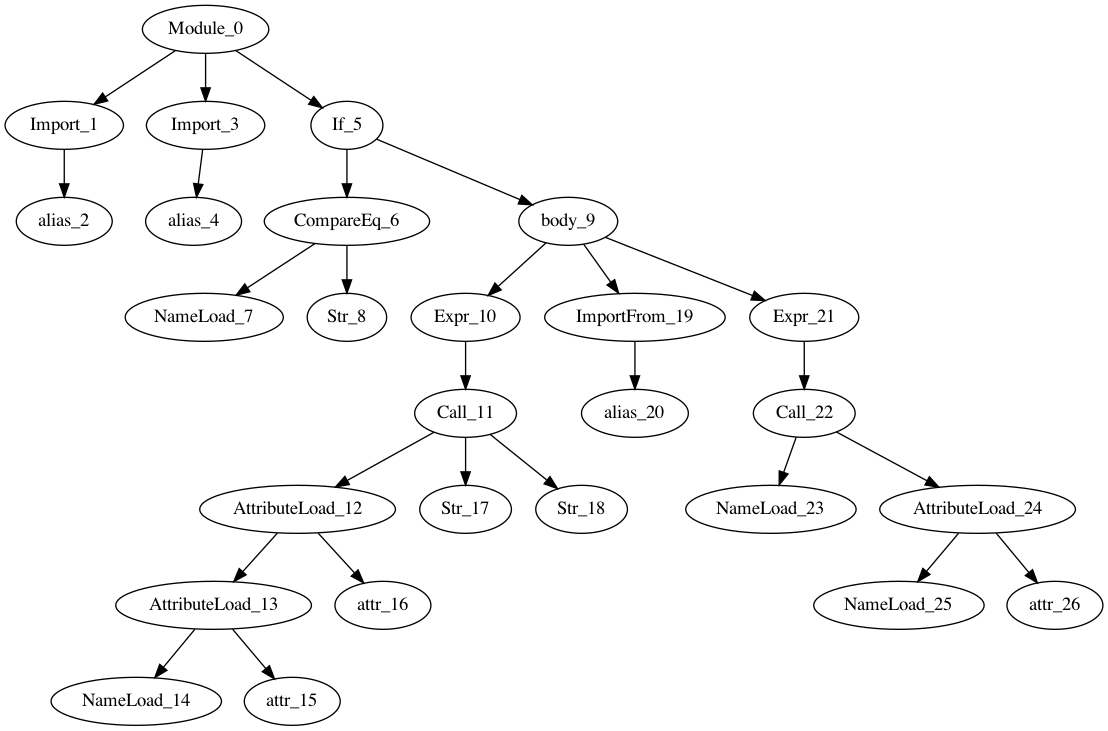 Module_0
Import_1
Import_3
If_5
alias_2
alias_4
CompareEq_6
body_9
NameLoad_7
Str_8
Expr_10
ImportFrom_19
Expr_21
Call_11
alias_20
Call_22
AttributeLoad_12
Str_17
Str_18
NameLoad_23
AttributeLoad_24
AttributeLoad_13
attr_16
NameLoad_25
attr_26
NameLoad_14
attr_15